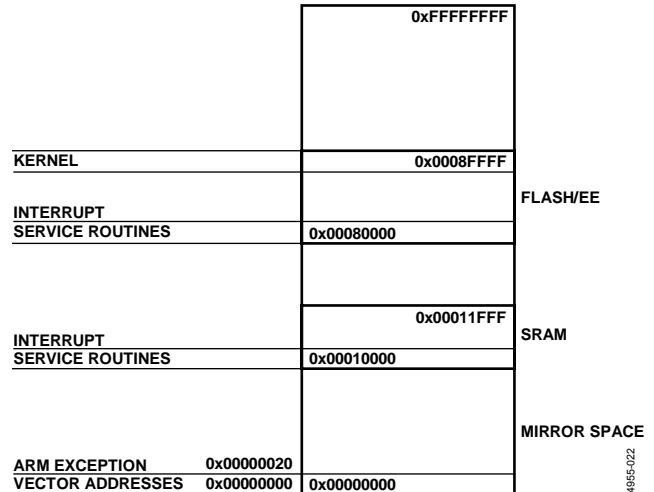 0xFFFFFFFF
KERNEL 0x0008FFFF
FLASH/EE
INTERRUPT
SERVICE ROUTINES 0x00080000
0x00011FFF
SRAM
INTERRUPT
SERVICE ROUTINES 0x00010000
MIRROR SPACE
ARM EXCEPTION 0x00000020
VECTOR ADDRESSES 0x00000000 0x00000000
4955-022